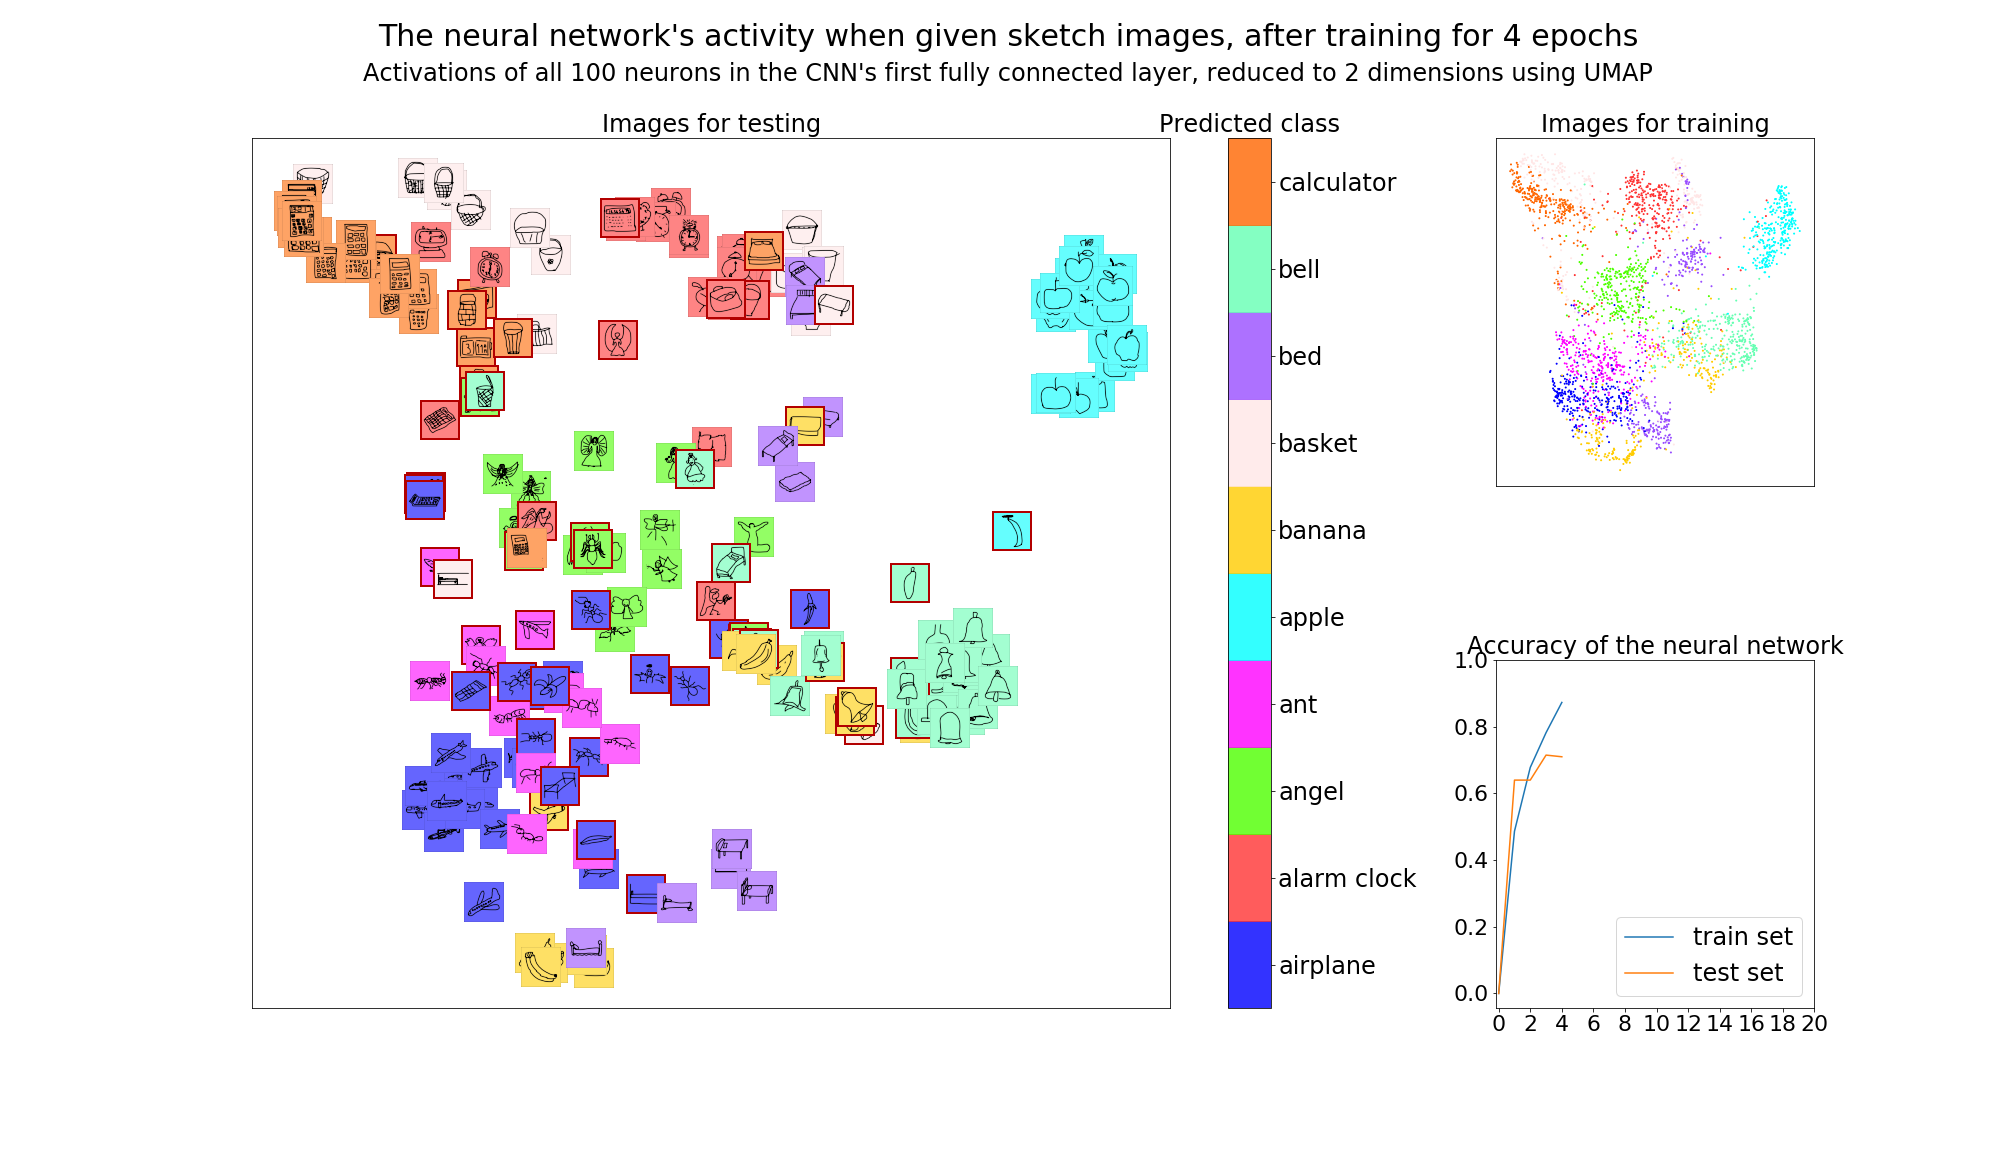 The neural network's activity when given sketch images, after training for 4 epochs
Activations of all 100 neurons in the CNN's first fully connected layer, reduced to 2 dimensions using UMAP
Images for testing
Predicted class
calculator
bell
bed
basket
banana
apple
ant
angel
alarm clock
airplane
Images for training
Accuracy of the neural network
1.0
0.8
0.6
0.4
0.2
0.0
train set
test set
0 2 4 6 8 10 12 14 16 18 20